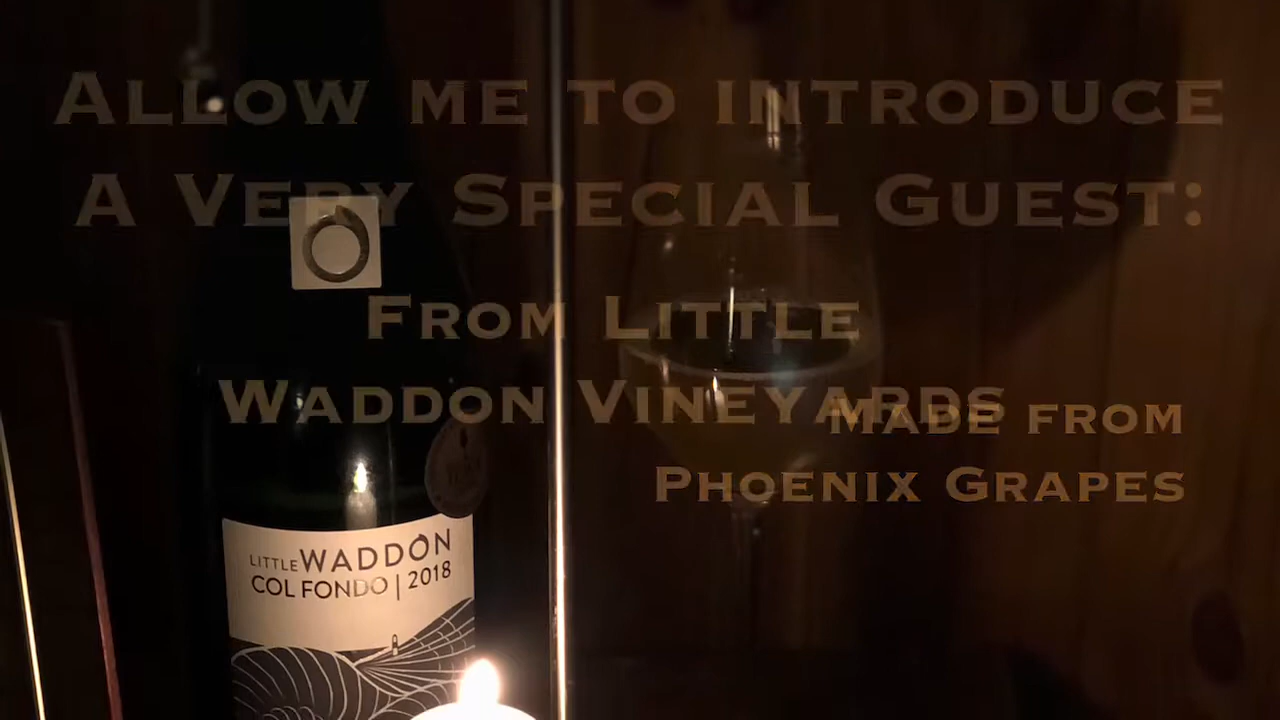 Allow me to introduce
a Very Special Guest:
From Little
Waddon Vineyards
Made from
Phoenix Grapes
LITTLE WADDON
COL FONDO | 2018